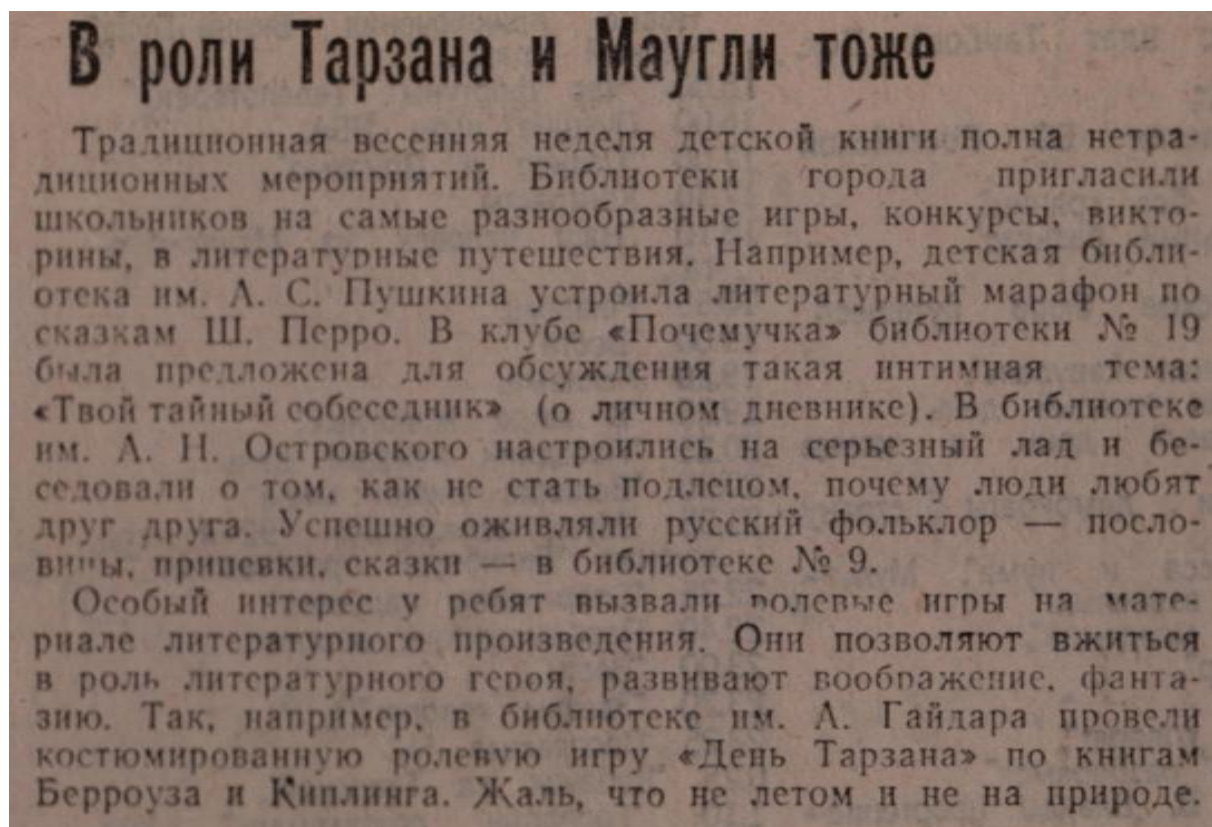 В роли Тарзана и Маугли тоже
Традиционная весенняя неделя детской книги полна нетра-
диционных мероприятий. Библиотеки города пригласили
школьников на самые разнообразные игры, конкурсы, викто-
рины, в литературные путешествия. Например, детская библи-
отека им. А. С. Пушкина устроила литературный марафон по
сказкам Ш. Перро. В клубе «Почемучка» библиотеки № 19
была предложена для обсуждения такая интимная тема:
«Твой тайный собеседник» (о личном дневнике). В библиотеке
им. А. Н. Островского настроились на серьезный лад и бе-
седовали о том, как не стать подлецом, почему люди любят
друг друга. Успешно оживляли русский фольклор — посло-
вицы, припевки, сказки — в библиотеке № 9.
Особый интерес у ребят вызвали ролевые игры на мате-
риале литературного произведения. Они позволяют вжиться
в роль литературного героя, развивают воображение, фанта-
зию. Так, например, в библиотеке им. А. Гайдара провели
костюмированную ролевую игру «День Тарзана» по книгам
Берроуза и Киплинга. Жаль, что не летом и не на природе.